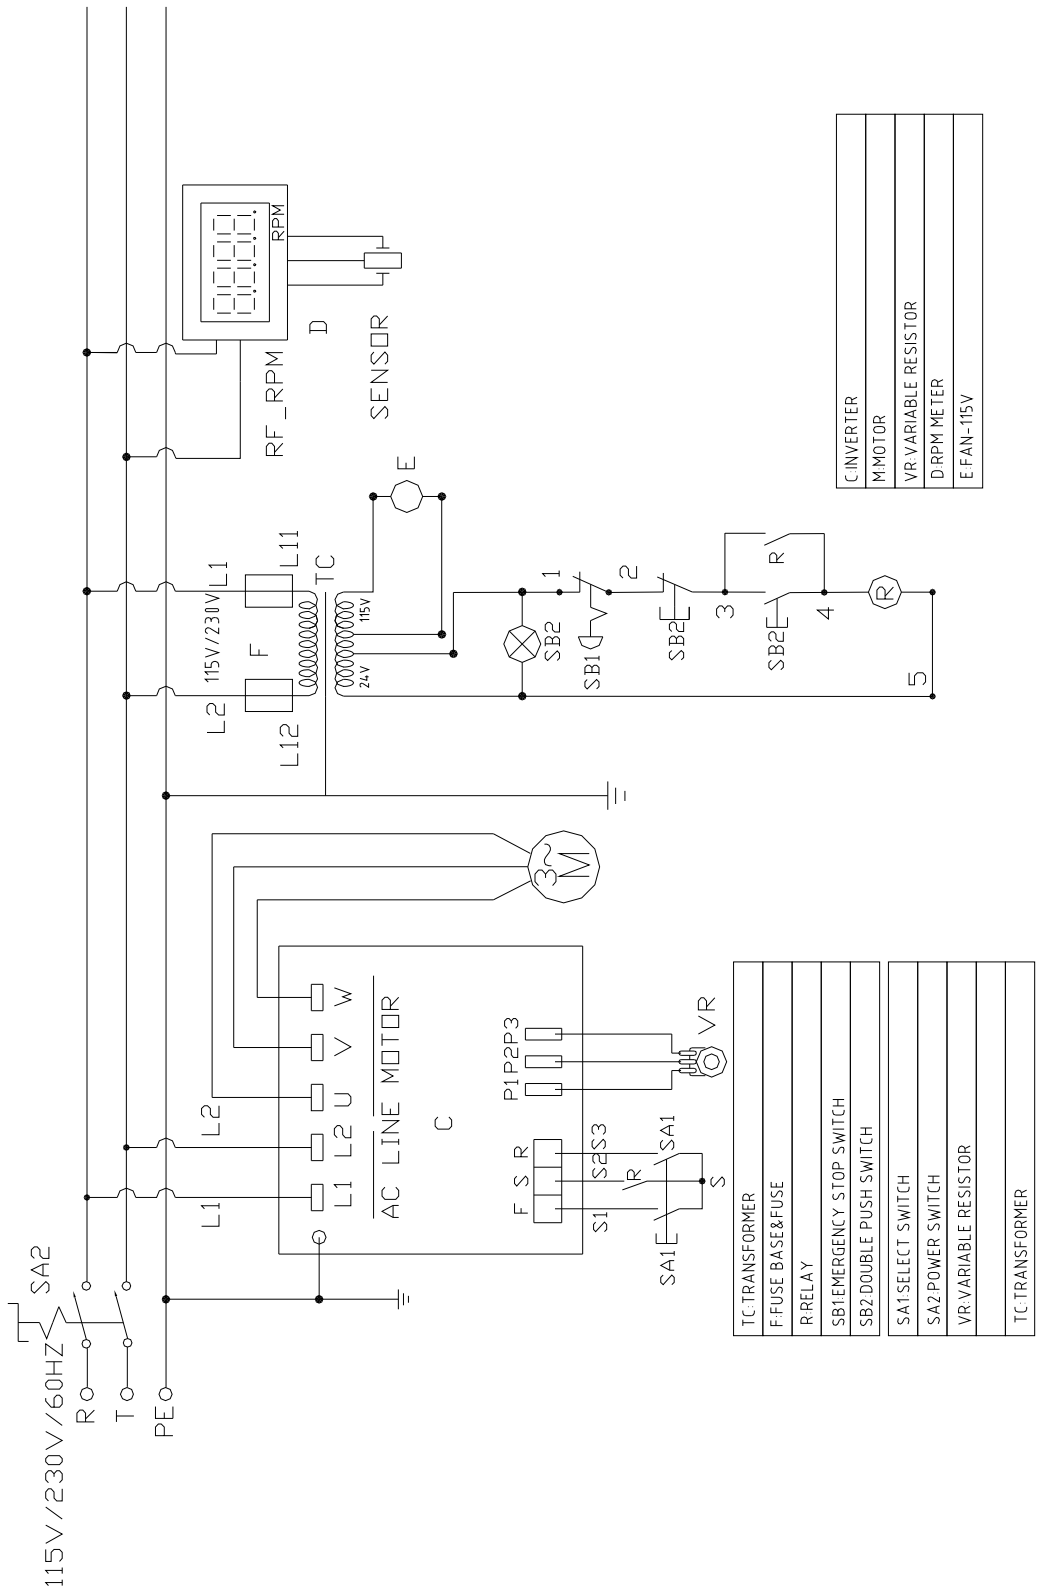 115V/230V/60HZ
SA2
R
T
PE
L1
L2
L1
L2
U
V
W
AC LINE MOTOR
C
F S R
P1P2P3
S1
S2S3
R
SA1
SA1
S
VR
3~
M
L2
115V/230V
L1
L12
F
L11
TC
24V
115V
E
SB2
1
SB1
2
SB2
3
SB2
R
4
R
5
RPM
D
RF_RPM
SENSOR
TC:TRANSFORMER
F:FUSE BASE&FUSE
R:RELAY
SB1:EMERGENCY STOP SWITCH
SB2:DOUBLE PUSH SWITCH
SA1:SELECT SWITCH
SA2:POWER SWITCH
VR:VARIABLE RESISTOR
TC:TRANSFORMER
C:INVERTER
M:MOTOR
VR:VARIABLE RESISTOR
D:RPM METER
E:FAN-115V